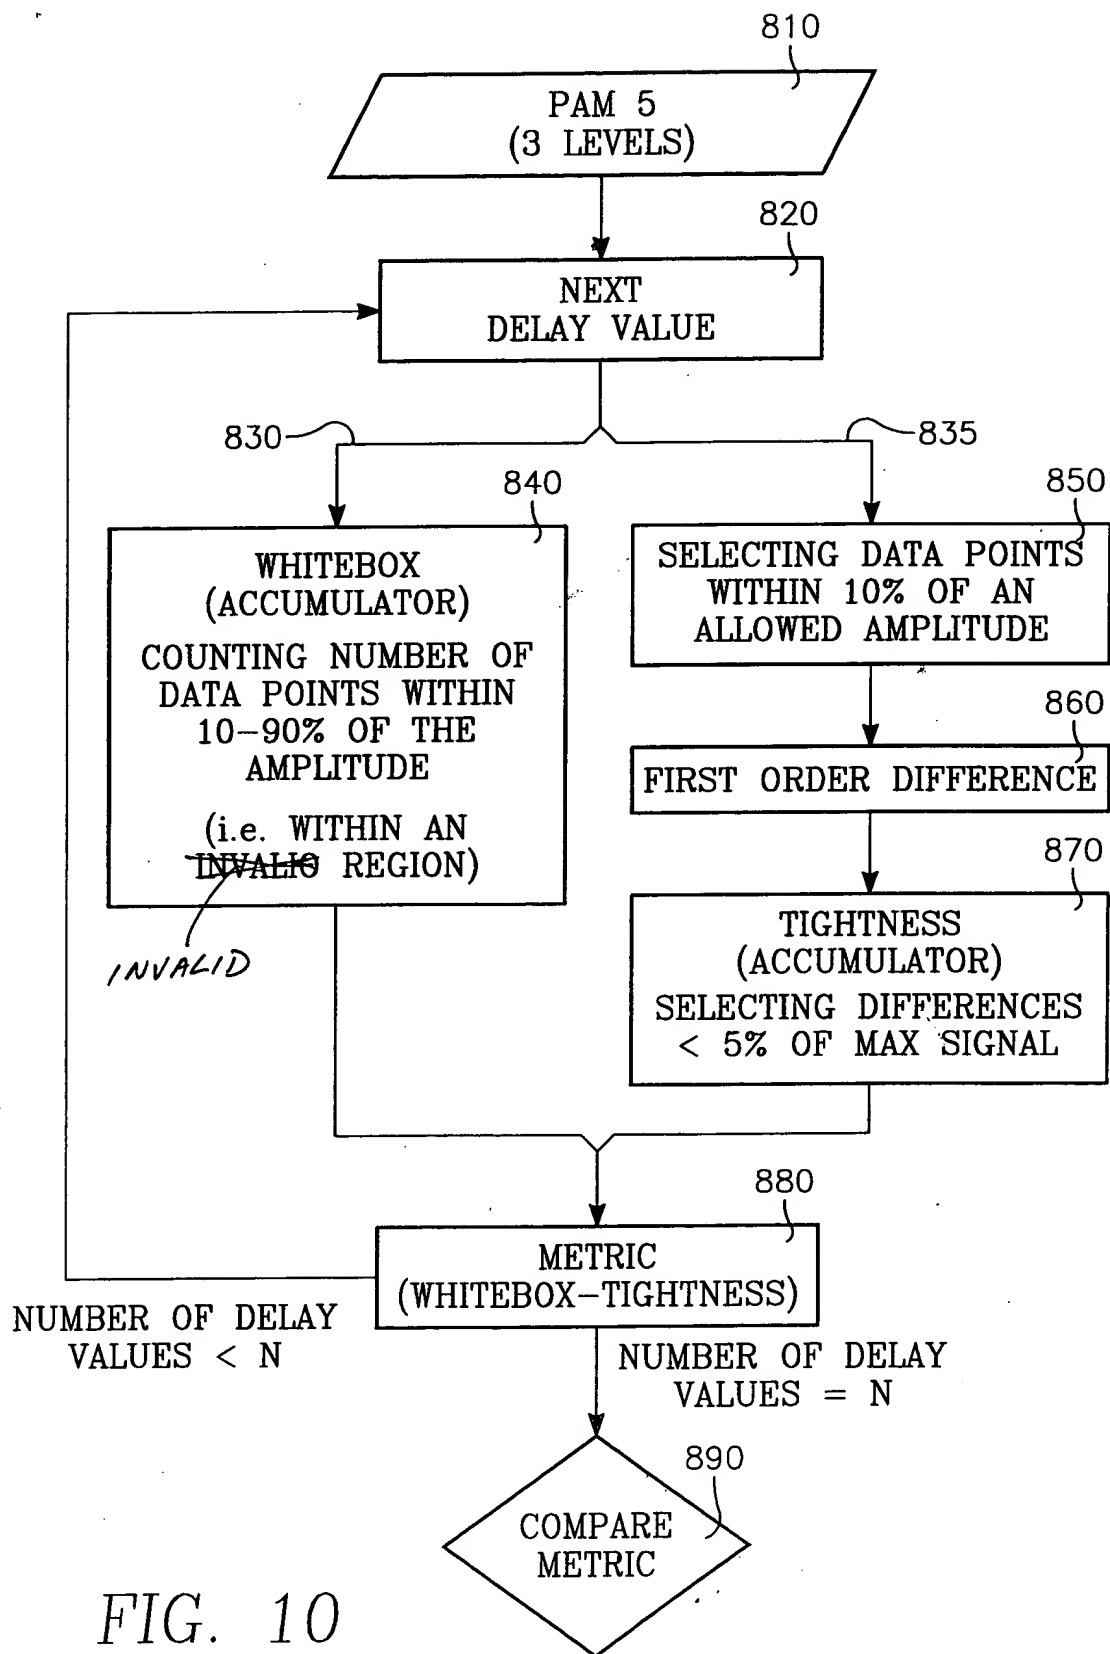 810
PAM 5
(3 LEVELS)
820
NEXT
DELAY VALUE
830
835
840
WHITEBOX
(ACCUMULATOR)
COUNTING NUMBER OF
DATA POINTS WITHIN
10-90% OF THE
AMPLITUDE
(i.e. WITHIN AN
INVALIO REGION)
INVALID
850
SELECTING DATA POINTS
WITHIN 10% OF AN
ALLOWED AMPLITUDE
860
FIRST ORDER DIFFERENCE
870
TIGHTNESS
(ACCUMULATOR)
SELECTING DIFFERENCES
< 5% OF MAX SIGNAL
880
METRIC
(WHITEBOX-TIGHTNESS)
NUMBER OF DELAY
VALUES < N
NUMBER OF DELAY
VALUES = N
890
COMPARE
METRIC
FIG. 10